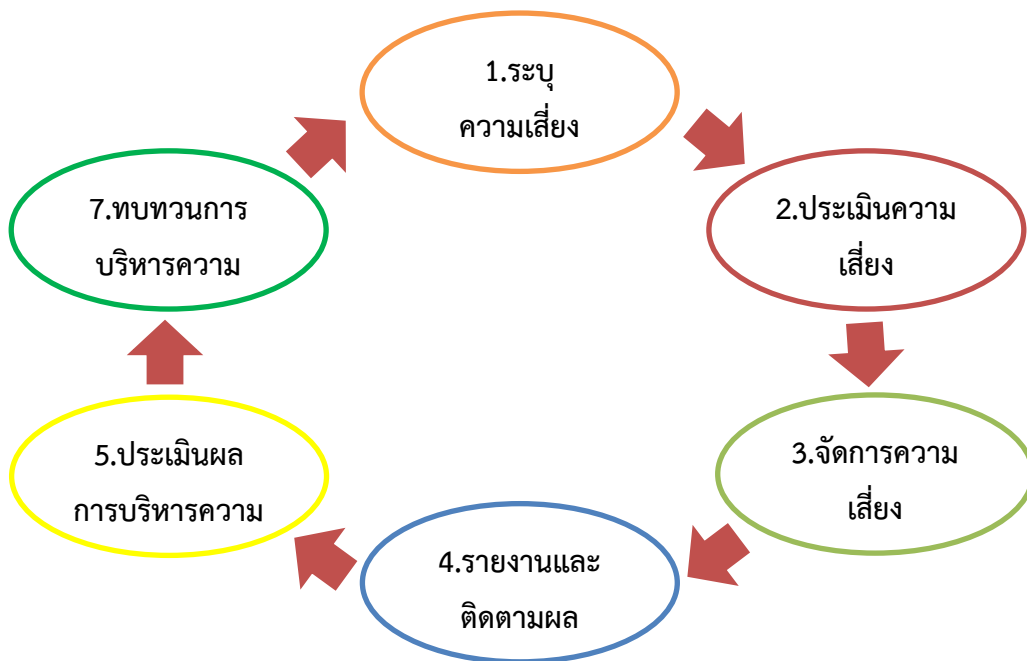 1.ระบุ
ความเสี่ยง
2.ประเมินความ
เสี่ยง
3.จัดการความ
เสี่ยง
4.รายงานและ
ติดตามผล
5.ประเมินผล
การบริหารความ
7.ทบทวนการ
บริหารความ